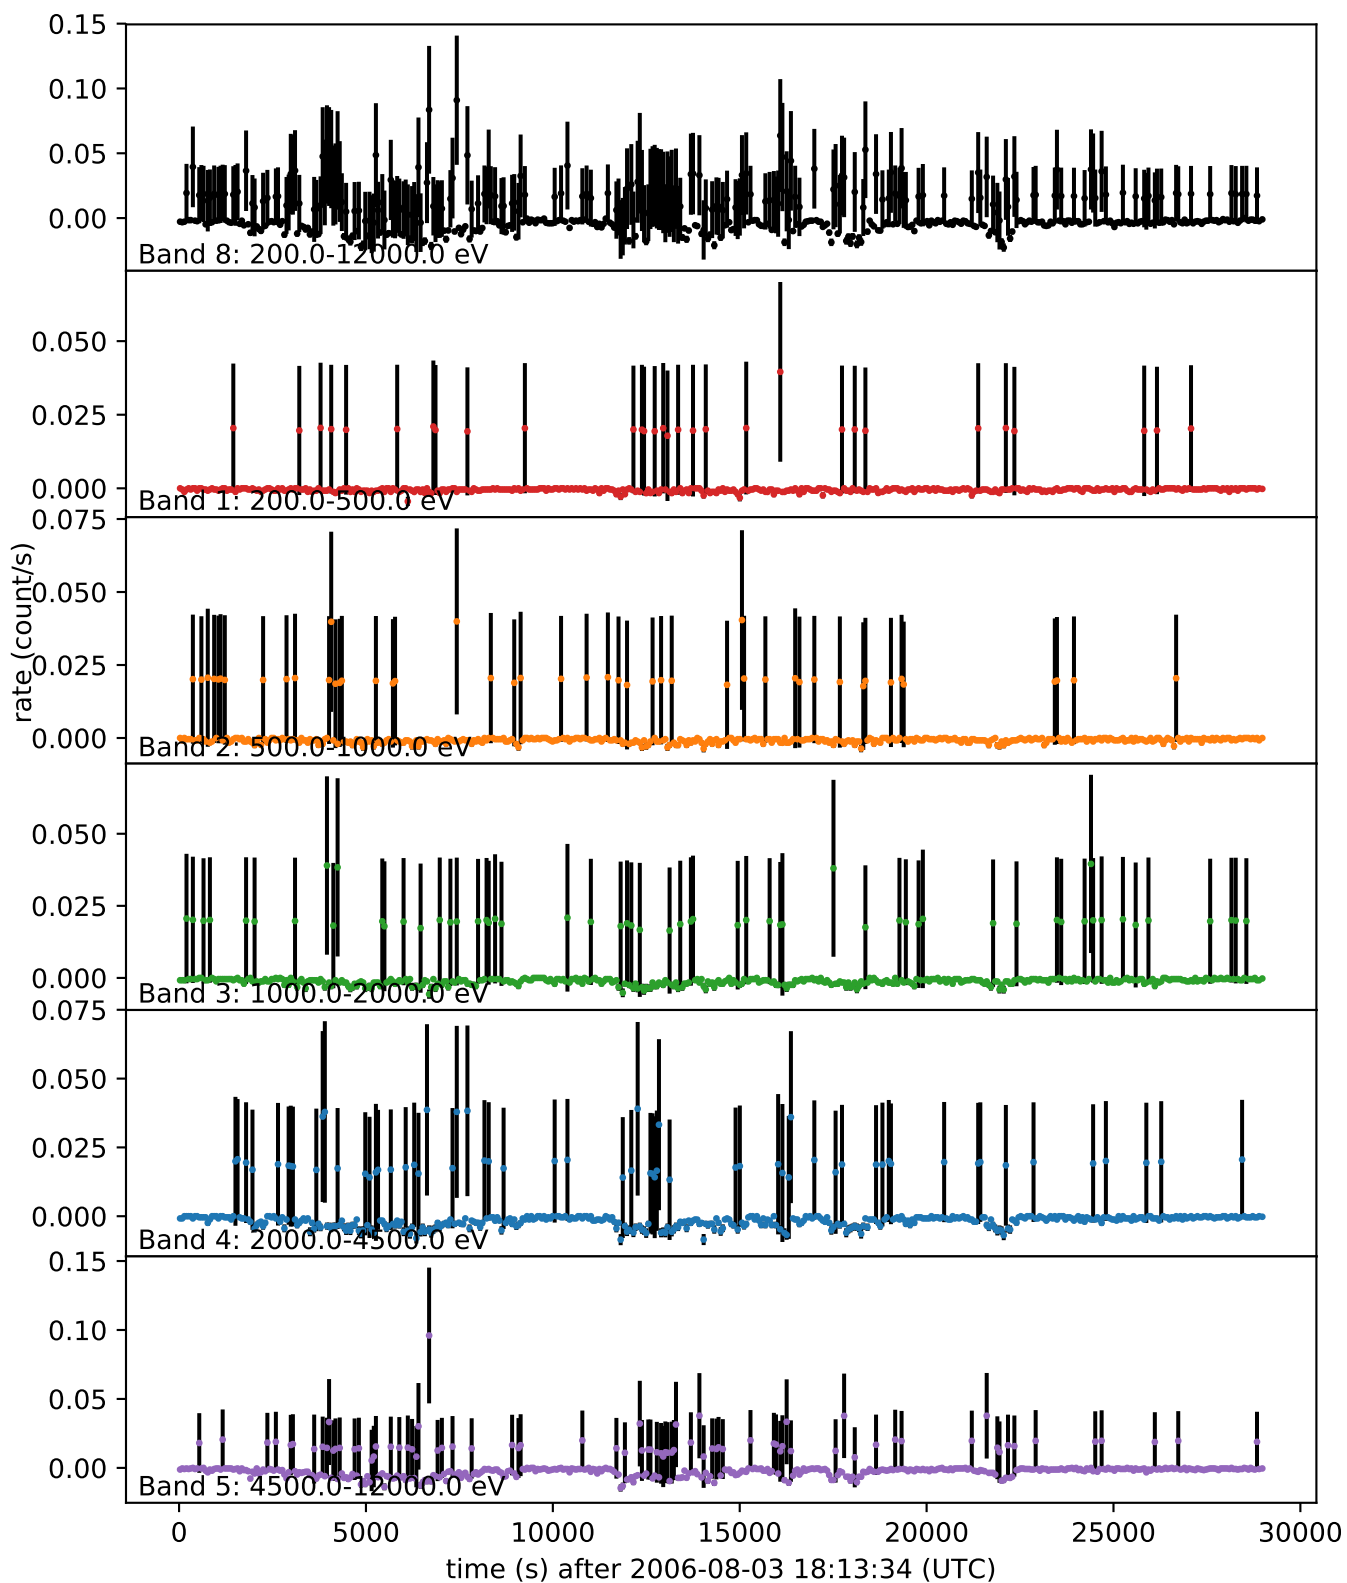 0.15
0.10
0.05
0.00
Band 8: 200.0-12000.0 eV
0.050
0.025
0.000
Band 1: 200.0-500.0 eV
0.075
0.050
0.025
0.000
Band 2: 500.0-1000.0 eV
rate (count/s)
0.050
0.025
0.000
Band 3: 1000.0-2000.0 eV
0.075
0.050
0.025
0.000
Band 4: 2000.0-4500.0 eV
0.15
0.10
0.05
0.00
Band 5: 4500.0-12000.0 eV
0 5000 10000 15000 20000 25000 30000
time (s) after 2006-08-03 18:13:34 (UTC)